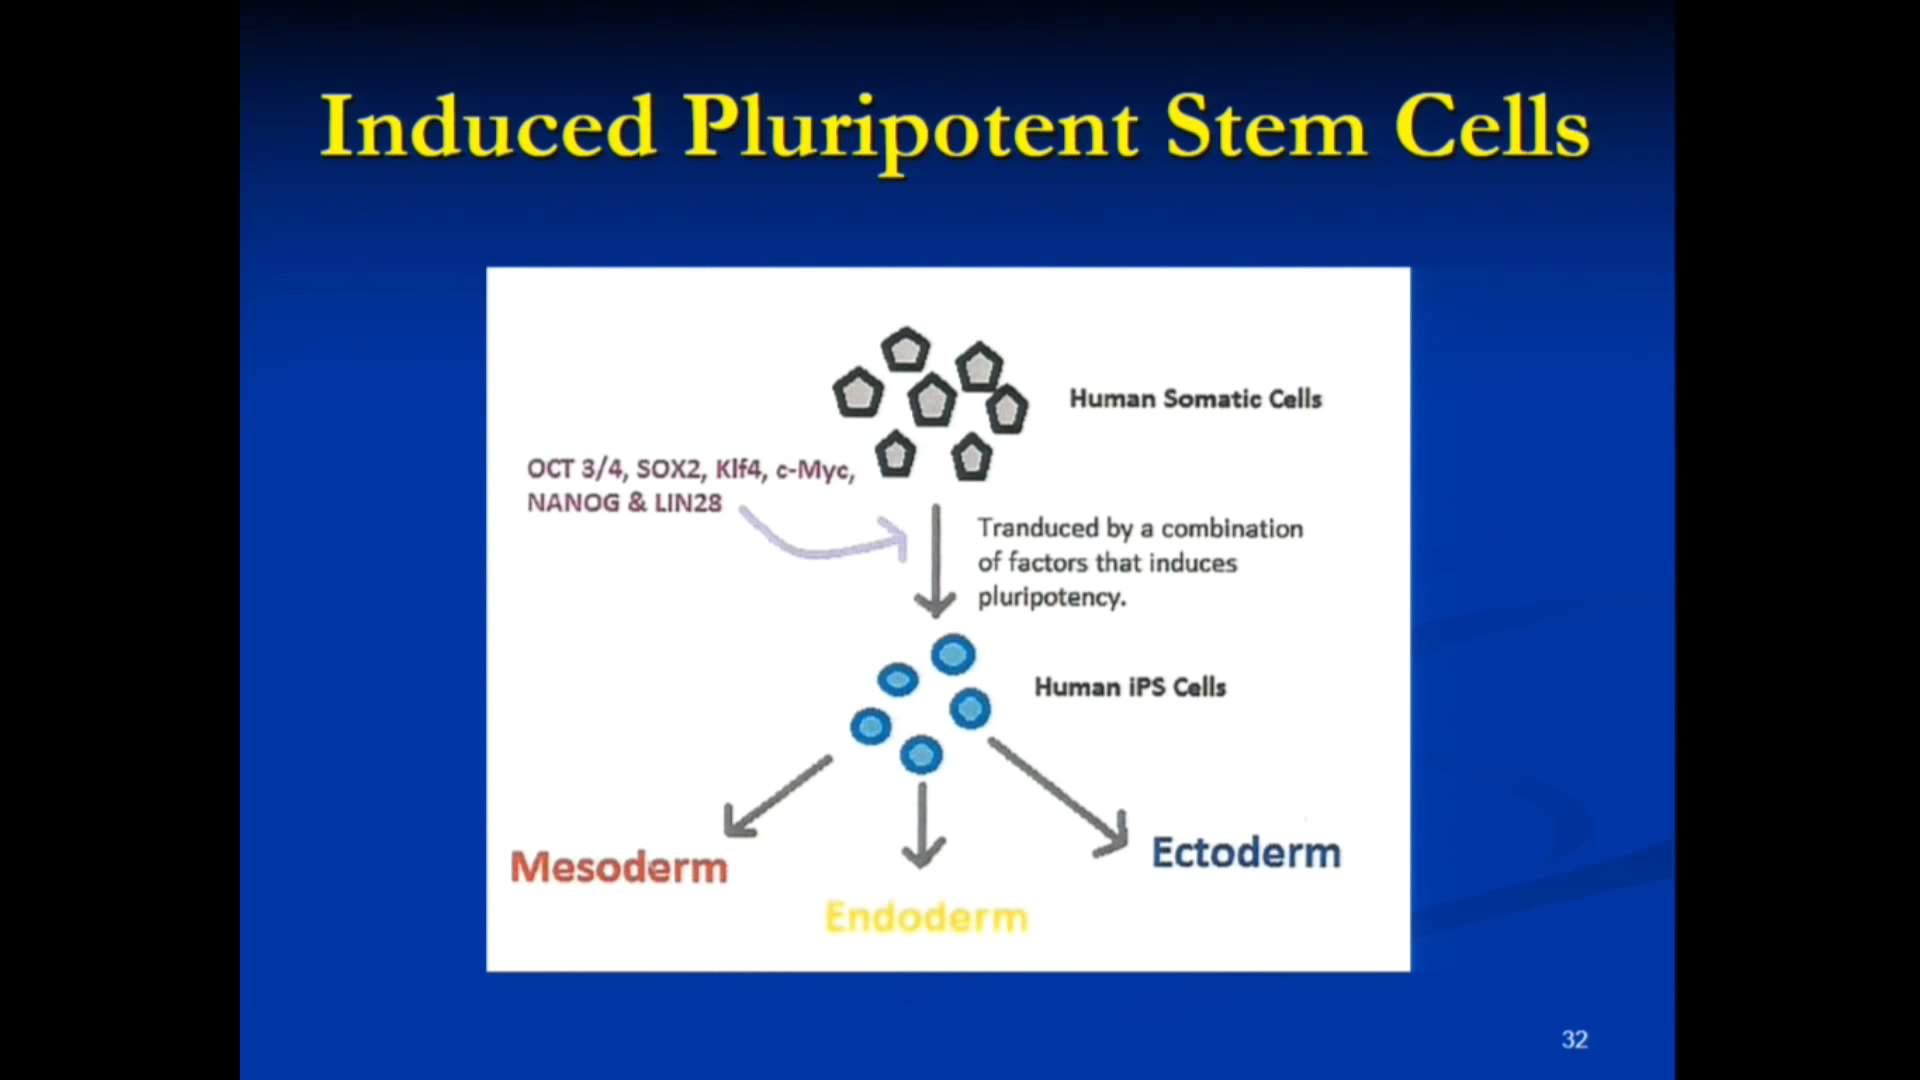 Induced Pluripotent Stem Cells
Human Somatic Cells
OCT 3/4, SOX2, Klf4, c-Myc,
NANOG & LIN28
Tranduced by a combination
of factors that induces
pluripotency.
Human iPS Cells
Mesoderm
Ectoderm
Endoderm
32